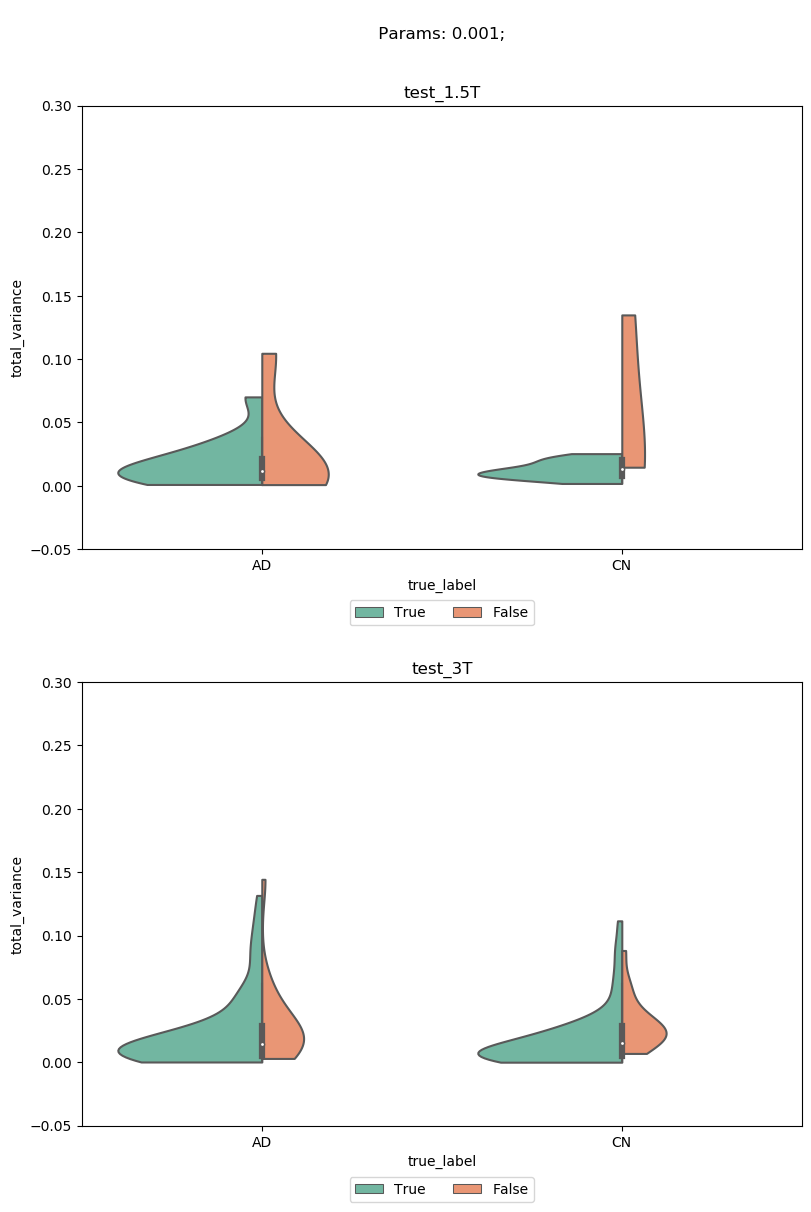 Params: 0.001;
test_1.5T
0.30
0.25
0.20
0.15
0.10
0.05
0.00
−0.05
total_variance
AD CN
true_label
True False
test_3T
0.30
0.25
0.20
0.15
0.10
0.05
0.00
−0.05
total_variance
AD CN
true_label
True False